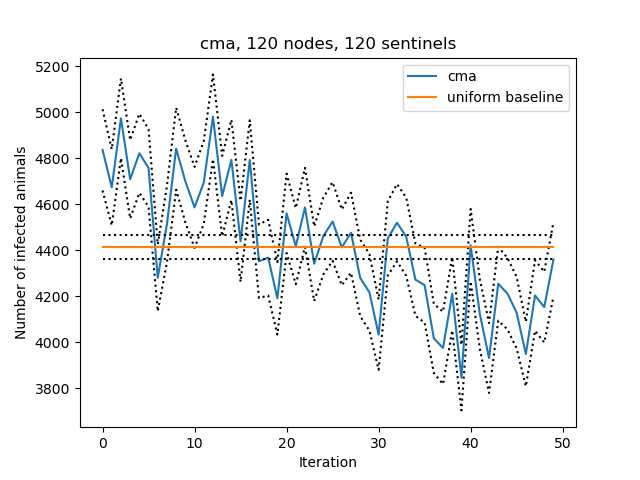 cma, 120 nodes, 120 sentinels
cma
uniform baseline
5200
5000
4800
4600
4400
4200
4000
3800
Number of infected animals
0 10 20 30 40 50
Iteration